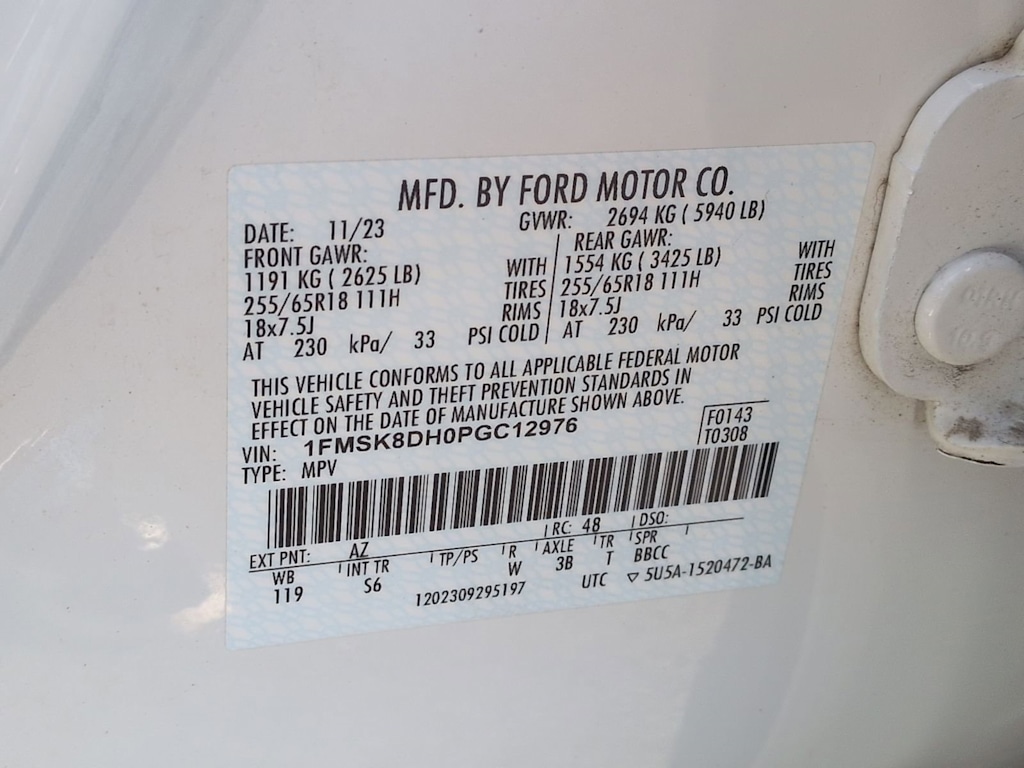 MFD. BY FORD MOTOR CO.
DATE: 11/23 GVWR: 2694 KG ( 5940 LB)
FRONT GAWR: REAR GAWR:
1191 KG ( 2625 LB) WITH 1554 KG ( 3425 LB) WITH
255/65R18 111H TIRES 255/65R18 111H TIRES
18x7.5J RIMS 18x7.5J RIMS
AT 230 kPa/ 33 PSI COLD AT 230 kPa/ 33 PSI COLD
THIS VEHICLE CONFORMS TO ALL APPLICABLE FEDERAL MOTOR
VEHICLE SAFETY AND THEFT PREVENTION STANDARDS IN
EFFECT ON THE DATE OF MANUFACTURE SHOWN ABOVE.
VIN: 1FMSK8DH0PGC12976 F0143
TYPE: MPV T0308
EXT PNT: AZ RC: 48 DSO:
WB INT TR TP/PS R AXLE TR SPR
119 S6 W 3B T BBCC
1202309295197 UTC ▽ 5U5A-1520472-BA